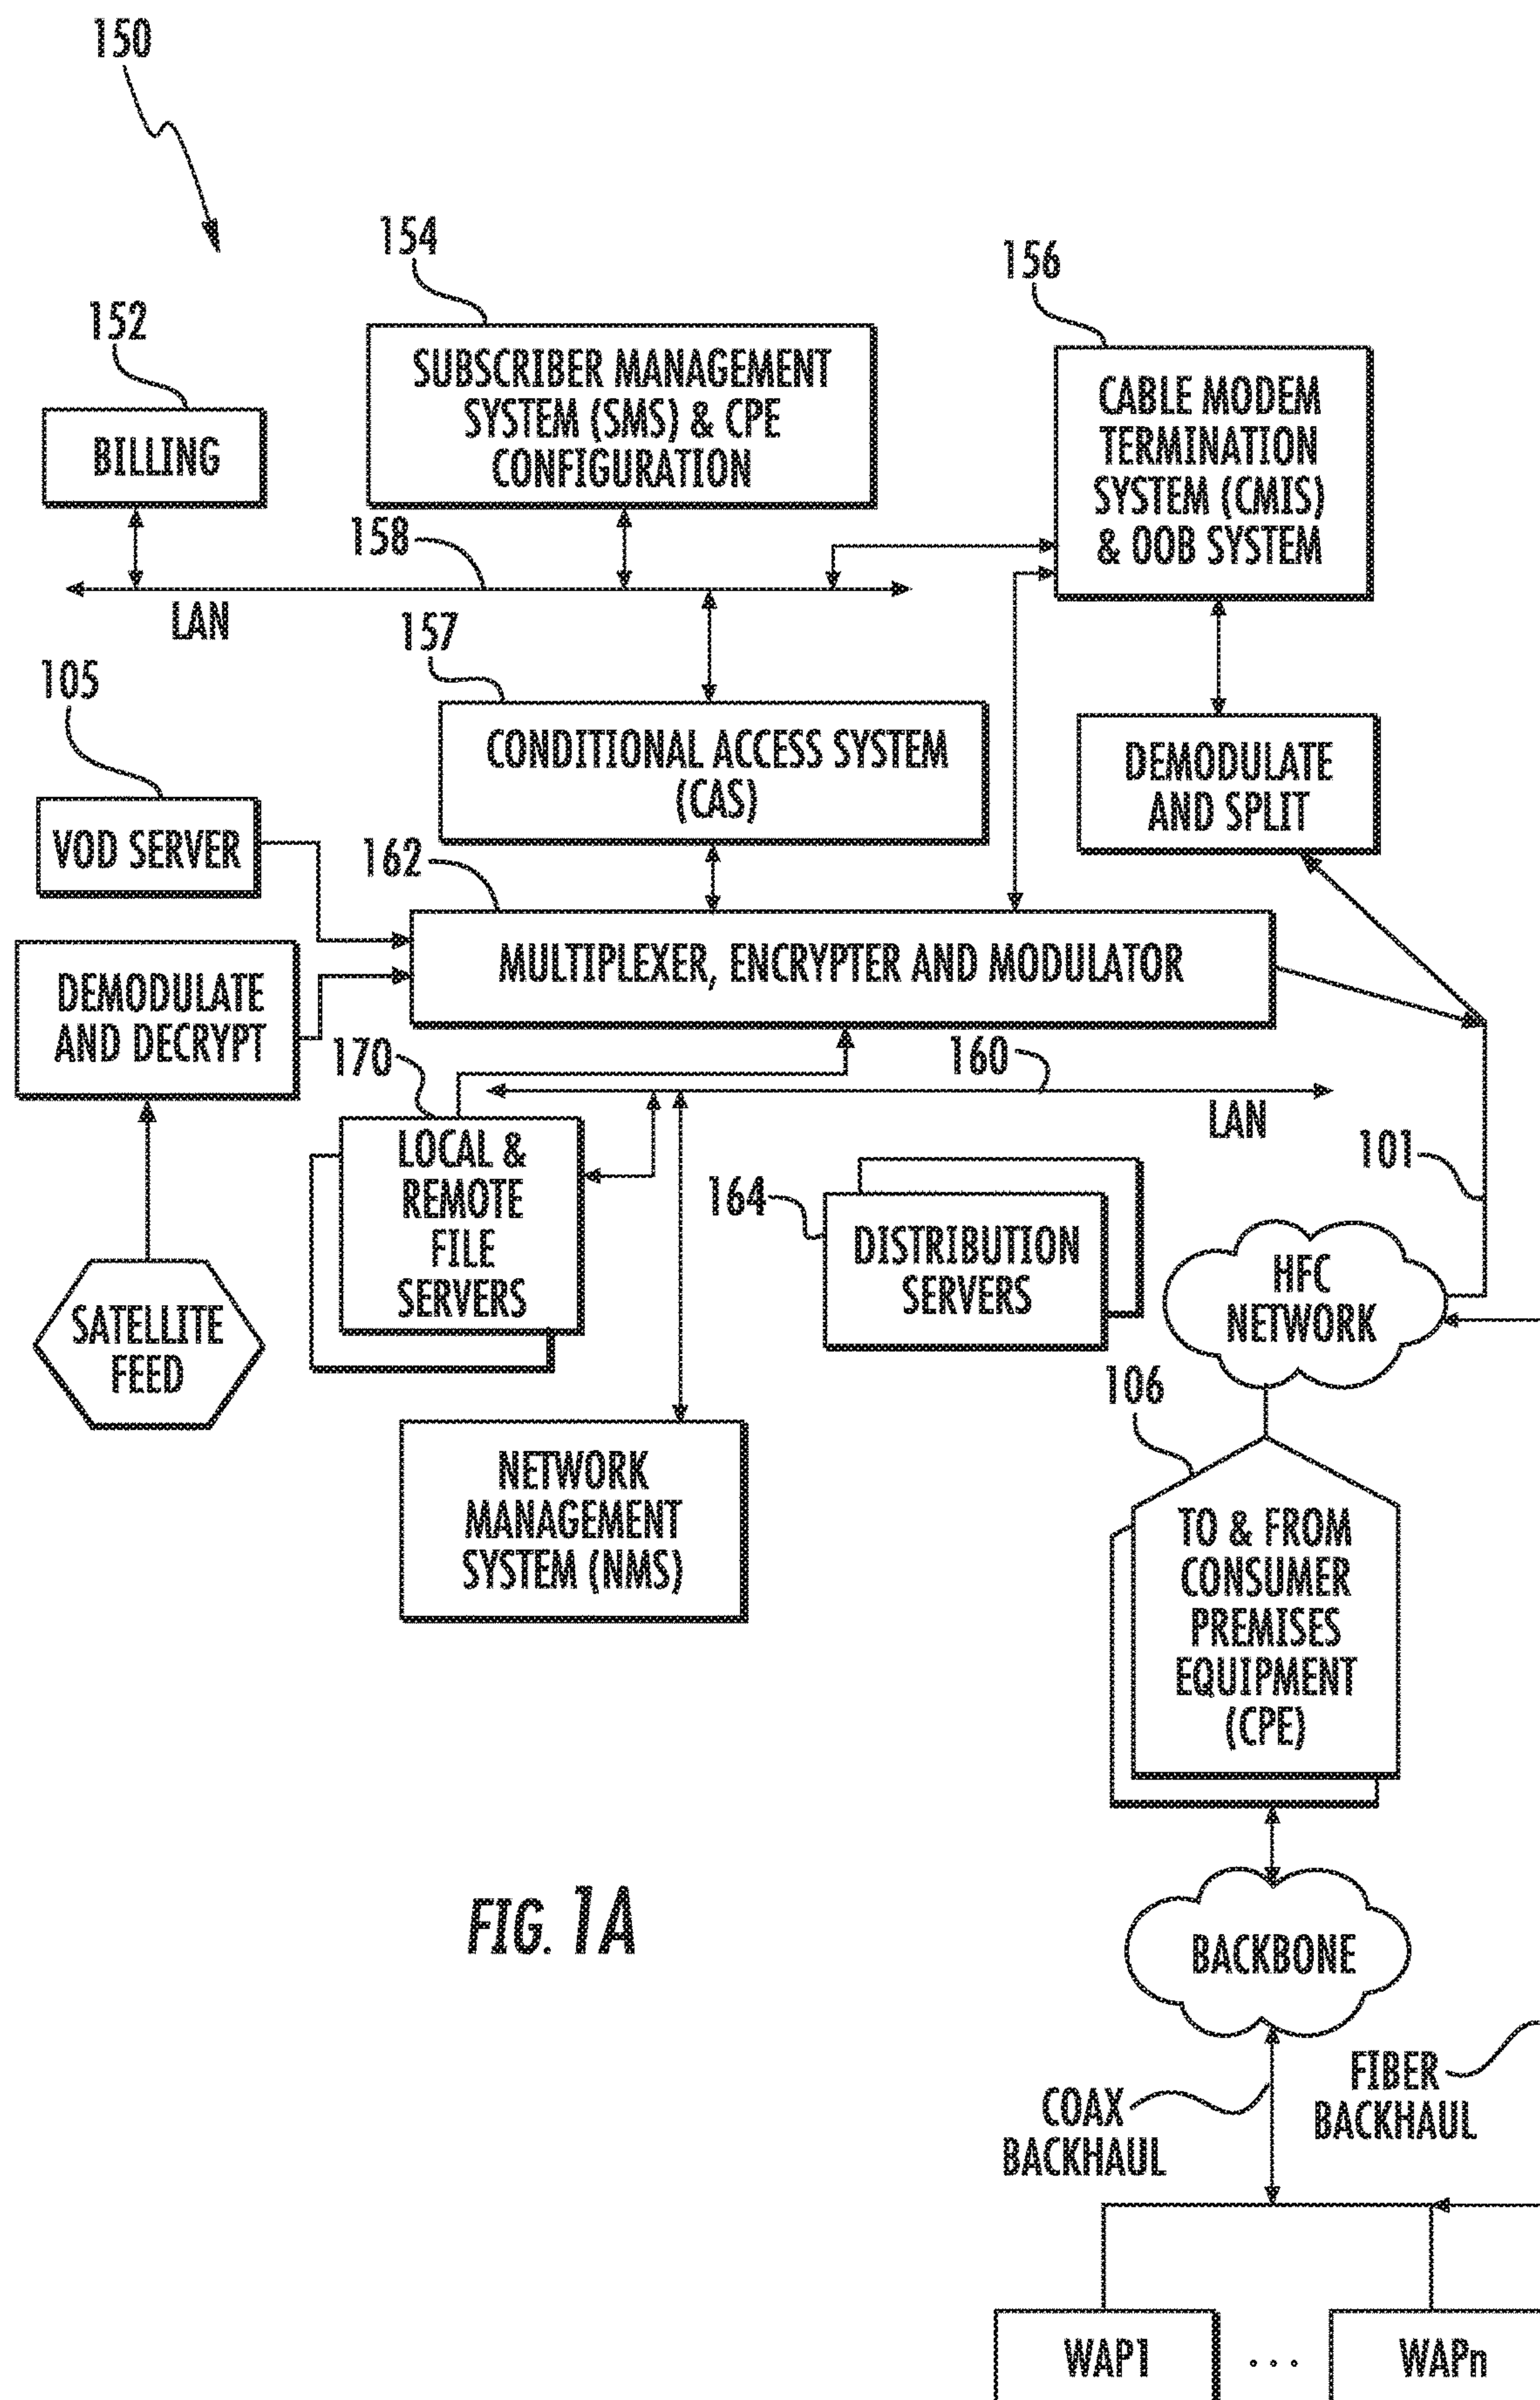 150
154
SUBSCRIBER MANAGEMENT
SYSTEM (SMS) & CPE
CONFIGURATION
156
CABLE MODEM
TERMINATION
SYSTEM (CMIS)
& OOB SYSTEM
152
BILLING
158
LAN
157
CONDITIONAL ACCESS SYSTEM
(CAS)
DEMODULATE
AND SPLIT
105
VOD SERVER
162
MULTIPLEXER, ENCRYPTER AND MODULATOR
DEMODULATE
AND DECRYPT
170
LOCAL &
REMOTE
FILE
SERVERS
160
LAN
101
164
DISTRIBUTION
SERVERS
HFC
NETWORK
SATELLITE
FEED
106
NETWORK
MANAGEMENT
SYSTEM (NMS)
TO & FROM
CONSUMER
PREMISES
EQUIPMENT
(CPE)
FIG. 1A
BACKBONE
COAX
BACKHAUL
FIBER
BACKHAUL
WAP1
...
WAPn